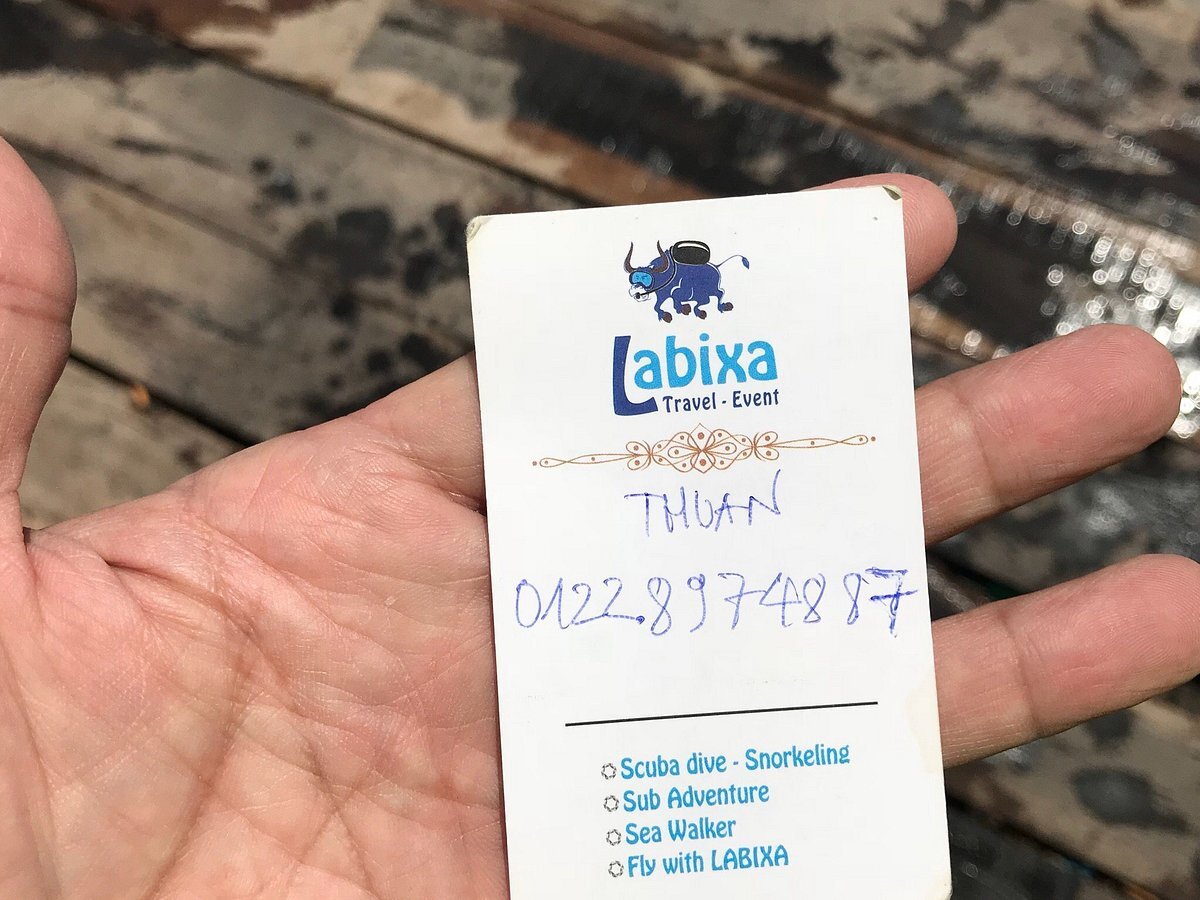 Labixa
Travel - Event
THUAN
0122.8974887
Scuba dive - Snorkeling
Sub Adventure
Sea Walker
Fly with LABIXA